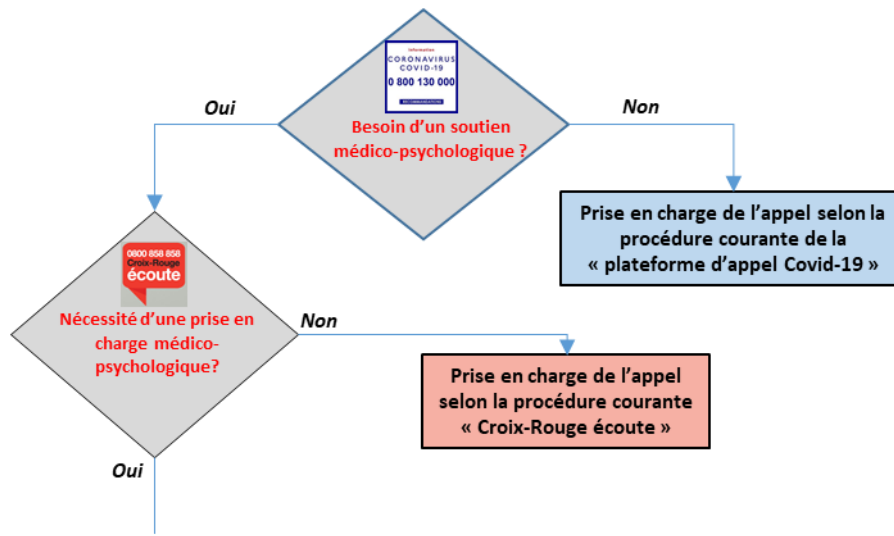 Information
CORONAVIRUS
COVID-19
0 800 130 000
RECOMMANDATIONS
Oui
Non
Besoin d'un soutien
médico-psychologique ?
Prise en charge de l'appel selon la
procédure courante de la
« plateforme d'appel Covid-19 »
0800 858 858
Croix-Rouge
écoute
Nécessité d'une prise en
charge médico-
psychologique?
Non
Prise en charge de l'appel
selon la procédure courante
« Croix-Rouge écoute »
Oui